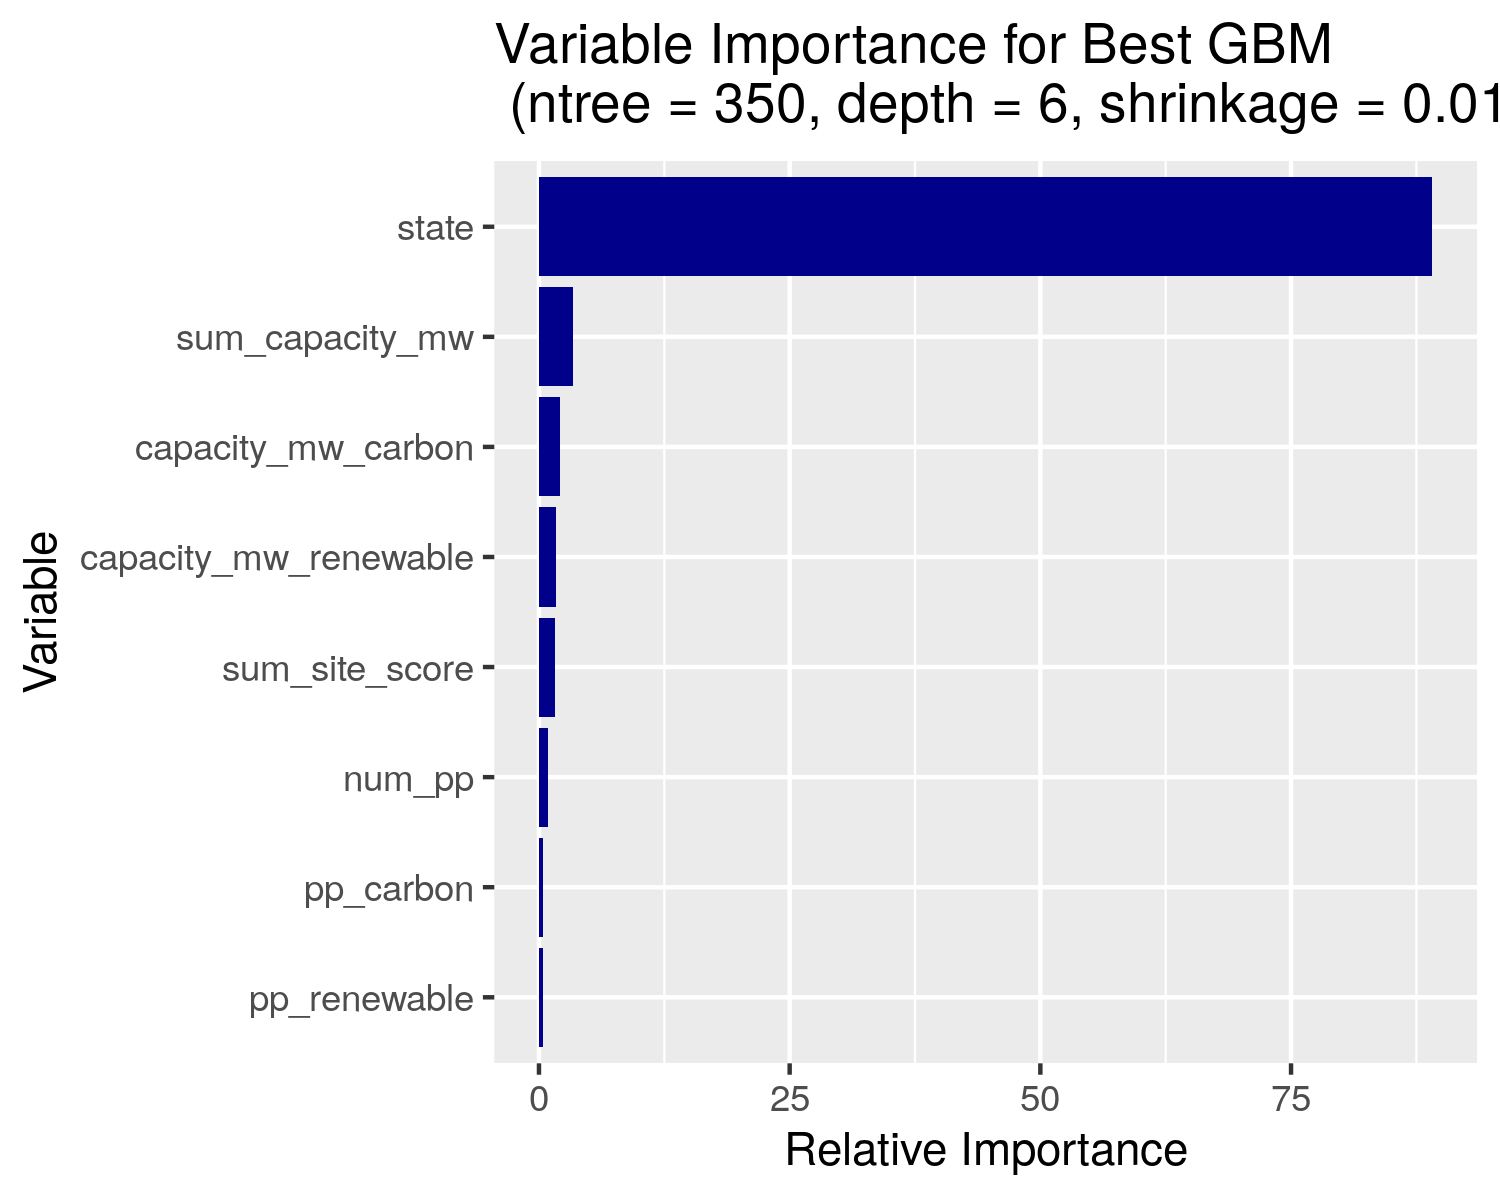 Variable Importance for Best GBM
(ntree = 350, depth = 6, shrinkage = 0.01
state
sum_capacity_mw
capacity_mw_carbon
capacity_mw_renewable
sum_site_score
num_pp
pp_carbon
pp_renewable
Variable
0 25 50 75
Relative Importance